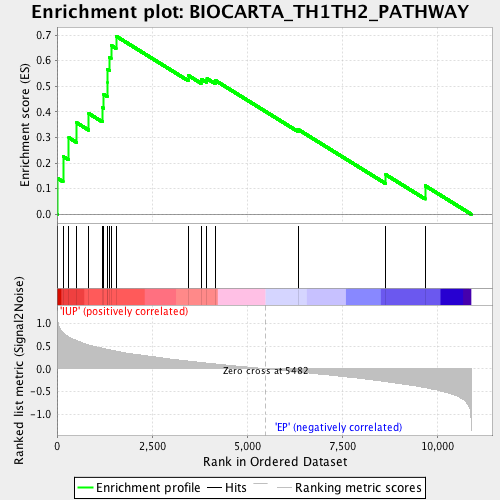 Enrichment plot: BIOCARTA_TH1TH2_PATHWAY
Enrichment score (ES)
0.7
0.6
0.5
0.4
0.3
0.2
0.1
0.0
Ranked list metric (Signal2Noise)
'IUP' (positively correlated)
1.0
0.5
0.0
-0.5
-1.0
Zero cross at 5482
'EP' (negatively correlated)
0
2,500
5,000
7,500
10,000
Rank in Ordered Dataset
Enrichment profile
Hits
Ranking metric scores